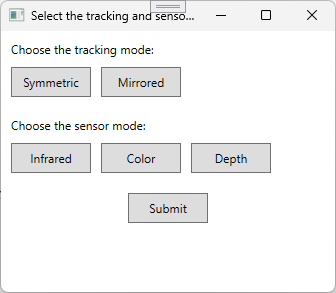 Select the tracking and senso...
Choose the tracking mode:
Symmetric Mirrored
Choose the sensor mode:
Infrared Color Depth
Submit